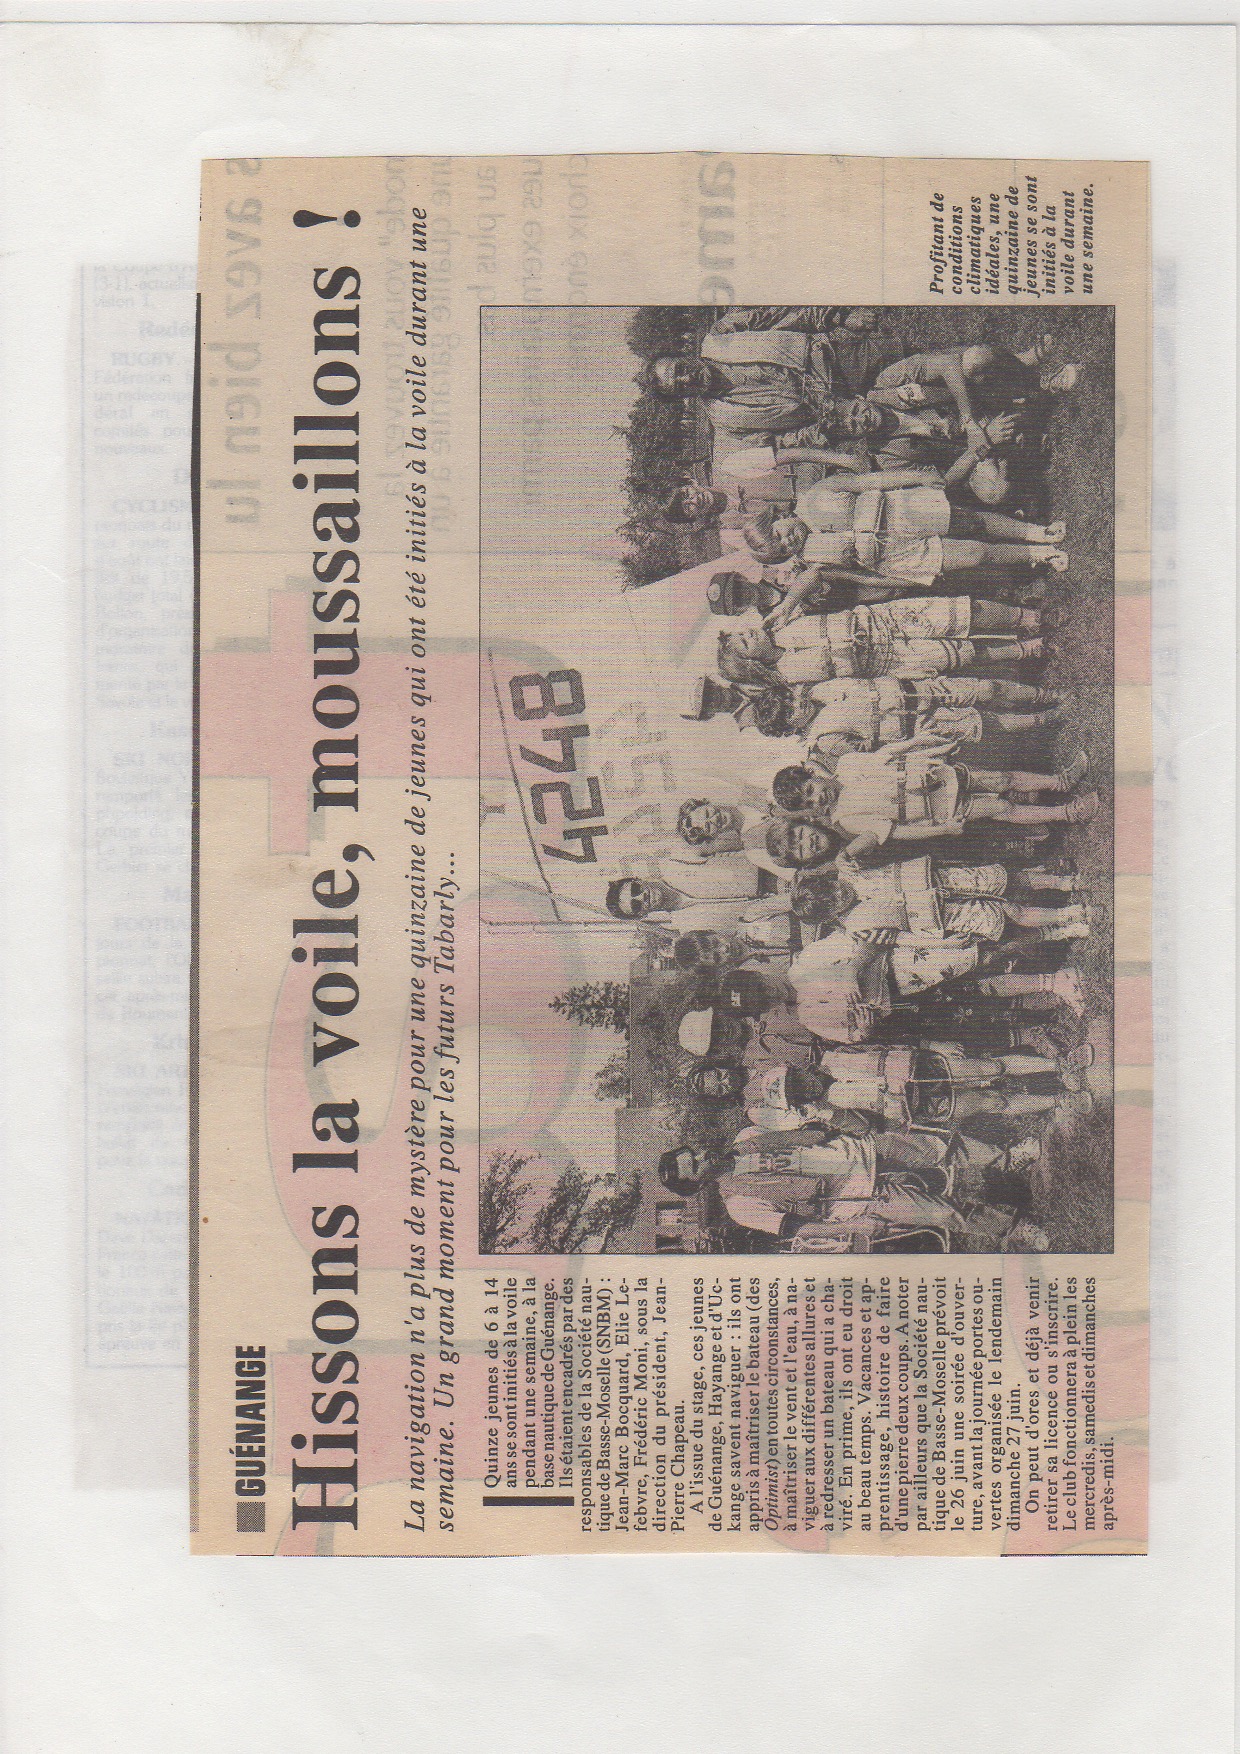 GUÉNANGE
Hissons la voile, moussaillons !
La navigation n'a plus de mystère pour une quinzaine de jeunes qui ont été initiés à la voile durant une
semaine. Un grand moment pour les futurs Tabarly…
Quinze jeunes de 6 à 14
ans se sont initiés à la voile
pendant une semaine, à la
base nautique de Guénange.
Ils étaient encadrés par des
responsables de la Société nau-
tique de Basse-Moselle (SNBM) :
Jean-Marc Bocquard, Elie Le-
febvre, Frédéric Moni, sous la
direction du président, Jean-
Pierre Chapeau.
A l'issue du stage, ces jeunes
de Guénange, Hayange et d'Uc-
kange savent naviguer : ils ont
appris à maîtriser le bateau (des
Optimist) en toutes circonstances,
à maîtriser le vent et l'eau, à na-
viguer aux différentes allures et
à redresser un bateau qui a cha-
viré. En prime, ils ont eu droit
au beau temps. Vacances et ap-
prentissage, histoire de faire
d'une pierre deux coups. A noter
par ailleurs que la Société nau-
tique de Basse-Moselle prévoit
le 26 juin une soirée d'ouver-
ture, avant la journée portes ou-
vertes organisée le lendemain
dimanche 27 juin.
On peut d'ores et déjà venir
retirer sa licence ou s'inscrire.
Le club fonctionnera à plein les
mercredis, samedis et dimanches
après-midi.
Profitant de
conditions
climatiques
idéales, une
quinzaine de
jeunes se sont
initiés à la
voile durant
une semaine.